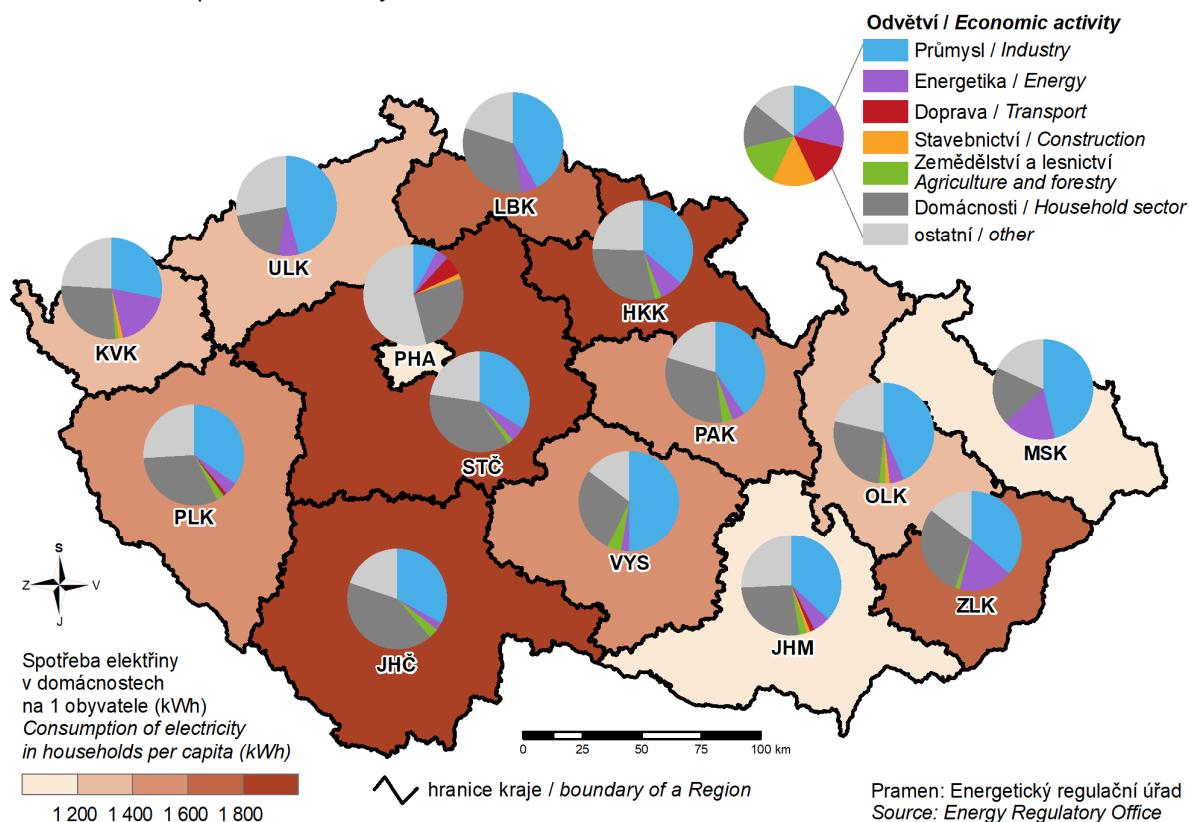 Odvětví / Economic activity
Průmysl / Industry
Energetika / Energy
Doprava / Transport
Stavebnictví / Construction
Zemědělství a lesnictví
Agriculture and forestry
Domácnosti / Household sector
ostatní / other
LBK
ULK
HKK
KVK
PHA
PAK
STČ
MSK
OLK
PLK
VYS
ZLK
JHM
JHČ
S
Z
V
J
Spotřeba elektřiny
v domácnostech
na 1 obyvatele (kWh)
Consumption of electricity
in households per capita (kWh)
1 200 1 400 1 600 1 800
0 25 50 75 100 km
hranice kraje / boundary of a Region
Pramen: Energetický regulační úřad
Source: Energy Regulatory Office